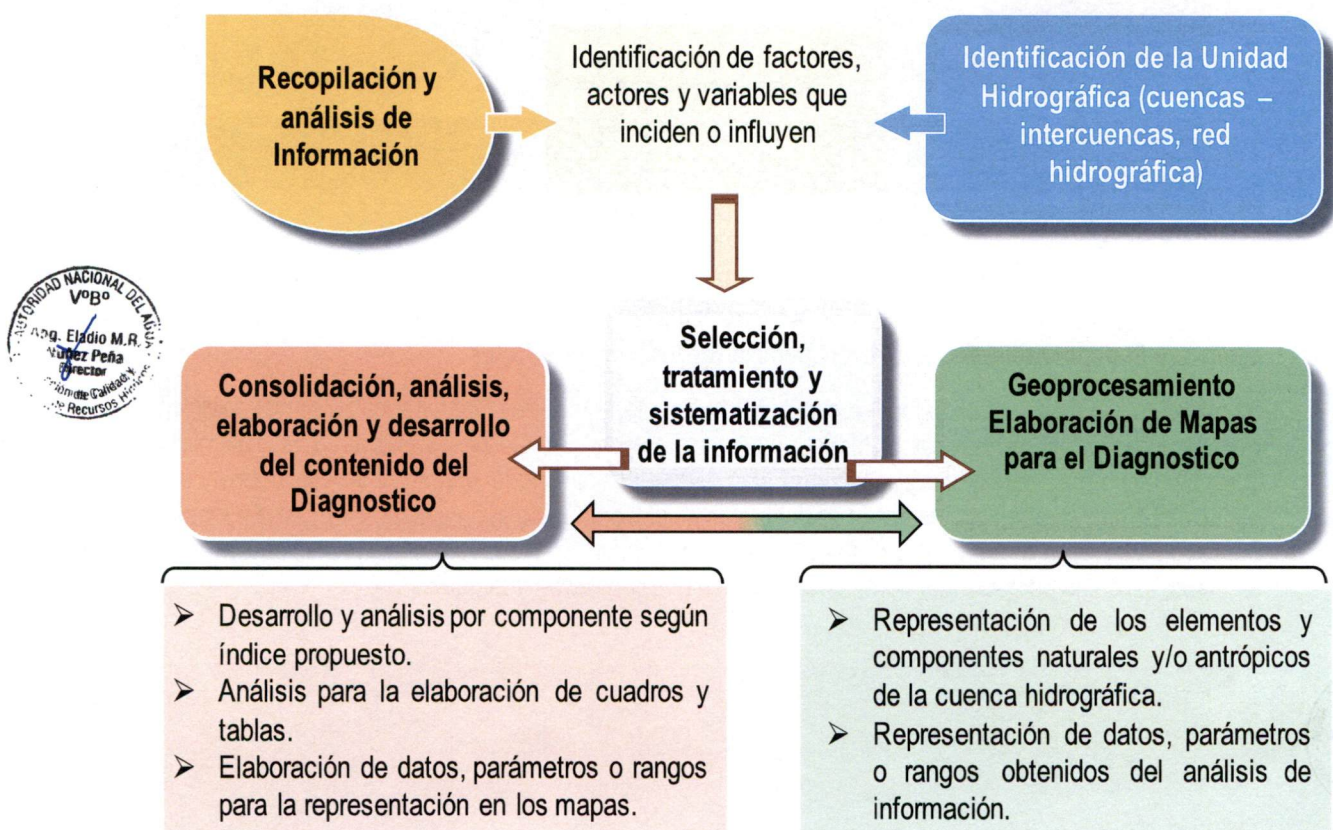 Recopilación y
análisis de
Información
Identificación de factores,
actores y variables que
inciden o influyen
Identificación de la Unidad
Hidrográfica (cuencas –
intercuencas, red
hidrográfica)
AUTORIDAD NACIONAL DEL AGUA
VºBº
Eladio M.R.
Núñez Peña
Director
de Calidad y
Recursos
Selección,
tratamiento y
sistematización
de la información
Consolidación, análisis,
elaboración y desarrollo
del contenido del
Diagnostico
Geoprocesamiento
Elaboración de Mapas
para el Diagnostico
➢ Desarrollo y análisis por componente según
índice propuesto.
➢ Análisis para la elaboración de cuadros y
tablas.
➢ Elaboración de datos, parámetros o rangos
para la representación en los mapas.
➢ Representación de los elementos y
componentes naturales y/o antrópicos
de la cuenca hidrográfica.
➢ Representación de datos, parámetros
o rangos obtenidos del análisis de
información.